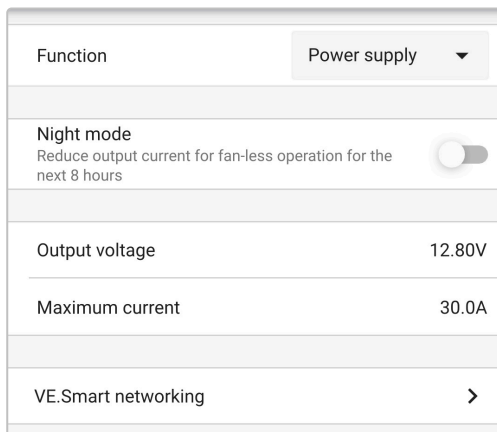 Function
Power supply
Night mode
Reduce output current for fan-less operation for the
next 8 hours
Output voltage
12.80V
Maximum current
30.0A
VE.Smart networking